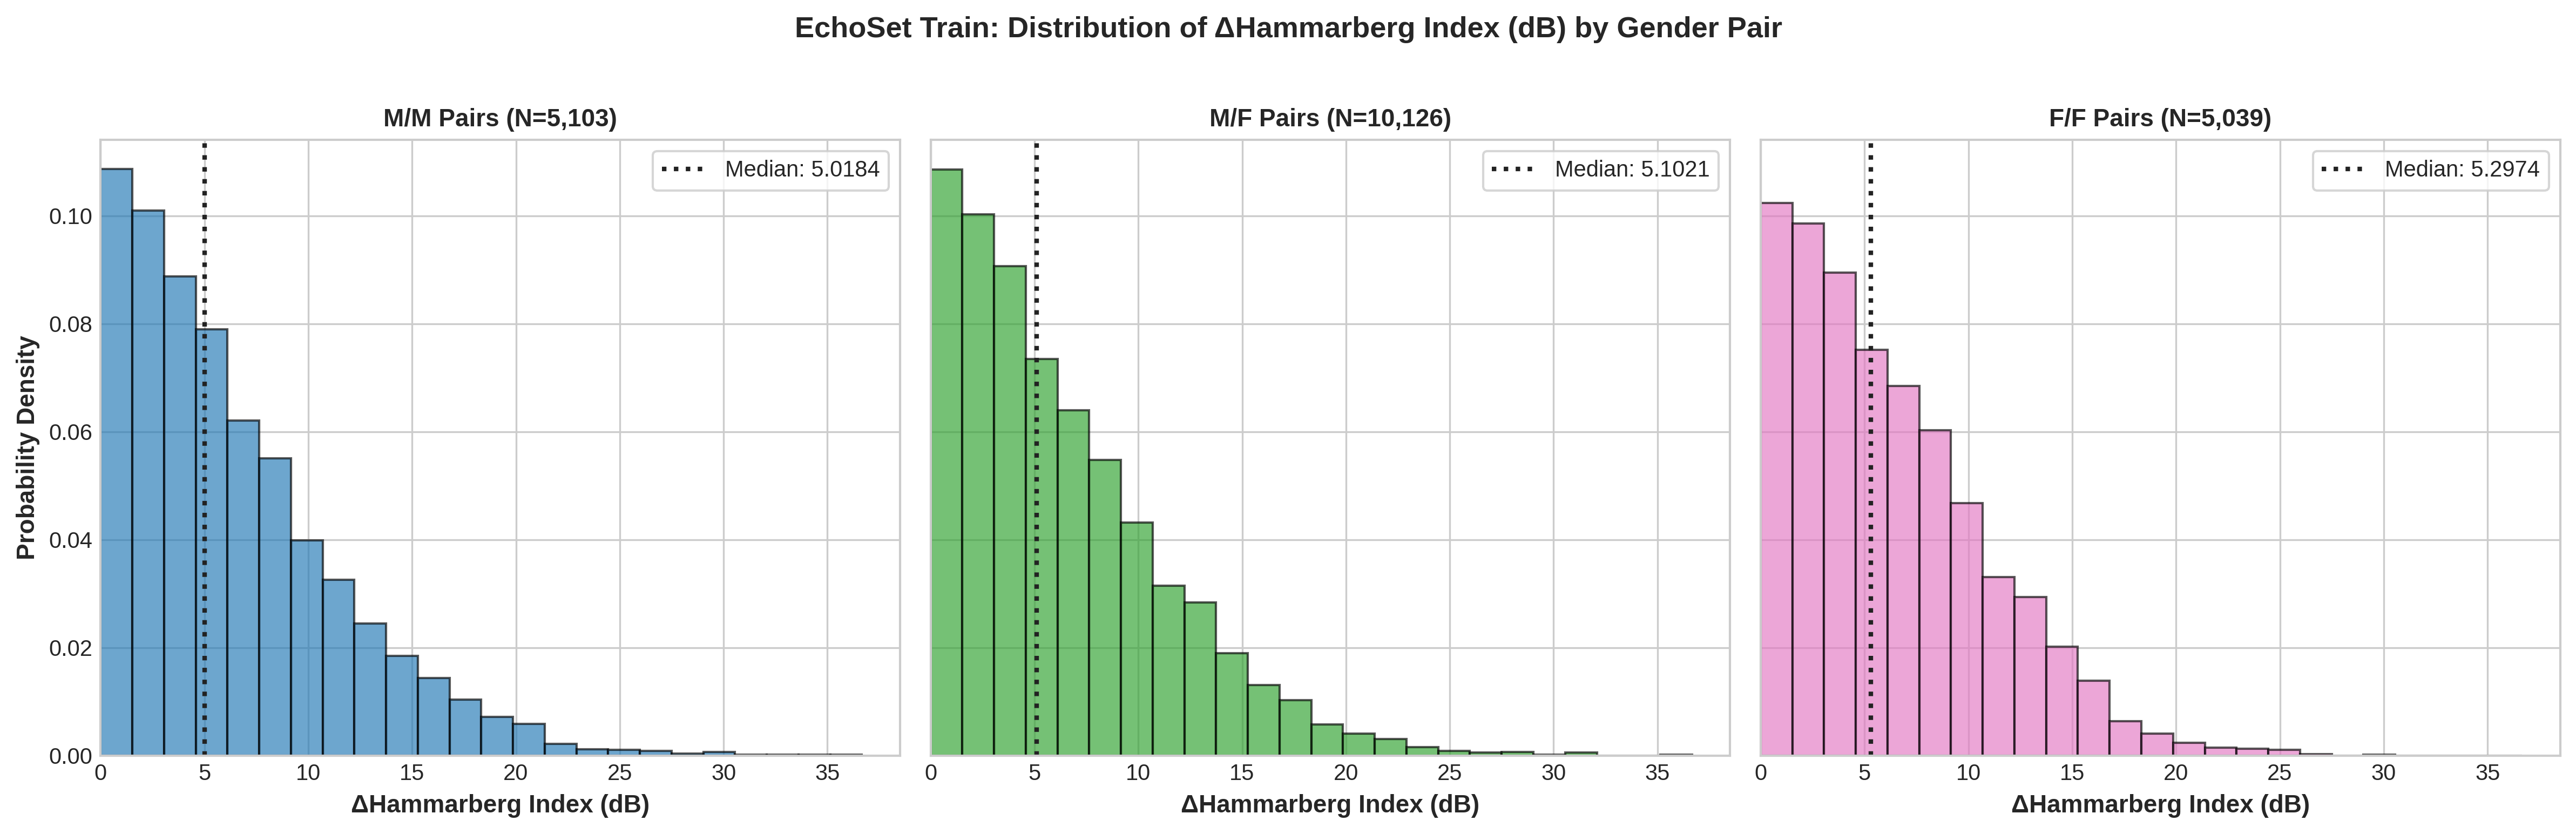 EchoSet Train: Distribution of ΔHammarberg Index (dB) by Gender Pair
M/M Pairs (N=5,103)
Median: 5.0184
Probability Density
0.10
0.08
0.06
0.04
0.02
0.00
0 5 10 15 20 25 30 35
ΔHammarberg Index (dB)
M/F Pairs (N=10,126)
Median: 5.1021
0 5 10 15 20 25 30 35
ΔHammarberg Index (dB)
F/F Pairs (N=5,039)
Median: 5.2974
0 5 10 15 20 25 30 35
ΔHammarberg Index (dB)